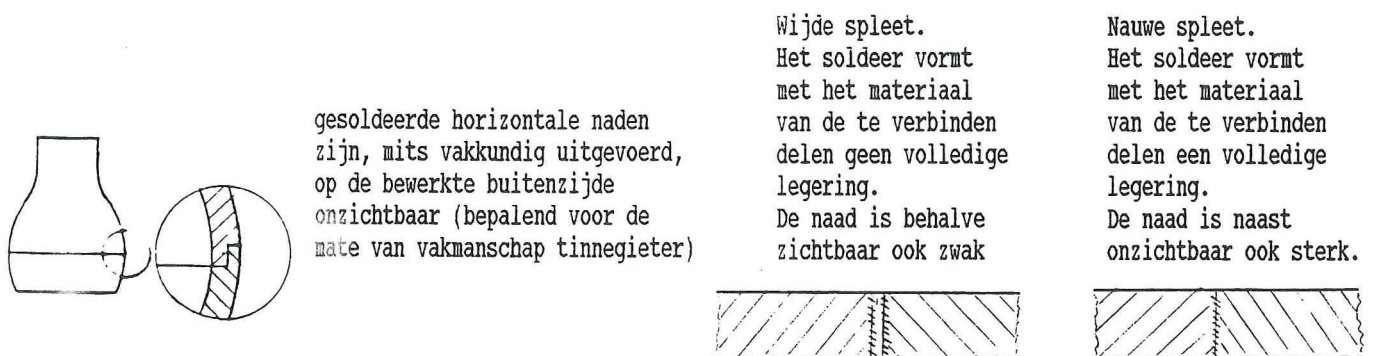 gesoldeerde horizontale naden
zijn, mits vakkundig uitgevoerd,
op de bewerkte buitenzijde
onzichtbaar (bepalend voor de
mate van vakmanschap tinnegieter)
Wijde spleet.
Het soldeer vormt
met het materiaal
van de te verbinden
delen geen volledige
legering.
De naad is behalve
zichtbaar ook zwak
Nauwe spleet.
Het soldeer vormt
met het materiaal
van de te verbinden
delen een volledige
legering.
De naad is naast
onzichtbaar ook sterk.